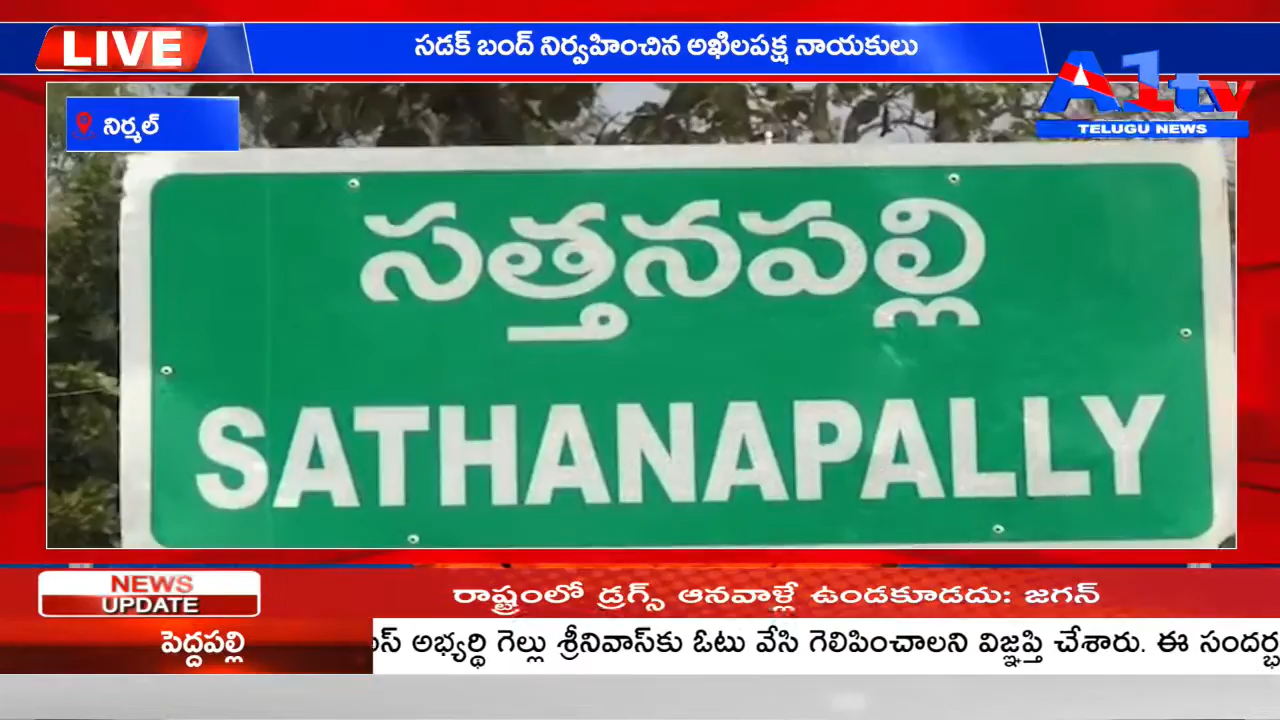 LIVE
సడక్ బంద్ నిర్వహించిన అఖిలపక్ష నాయకులు
A1tv
TELUGU NEWS
నిర్మల్
సత్తనపల్లి
SATHANAPALLY
NEWS
UPDATE
రాష్ట్రంలో డ్రగ్స్ ఆనవాళ్లే ఉండకూడదు: జగన్
పెద్దపల్లి
అభ్యర్థి గెల్లు శ్రీనివాస్‌కు ఓటు వేసి గెలిపించాలని విజ్ఞప్తి చేశారు. ఈ